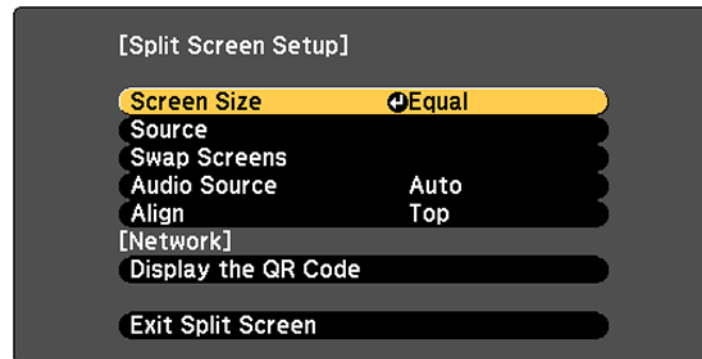 [Split Screen Setup]
Screen Size Equal
Source
Swap Screens
Audio Source Auto
Align Top
[Network]
Display the QR Code
Exit Split Screen